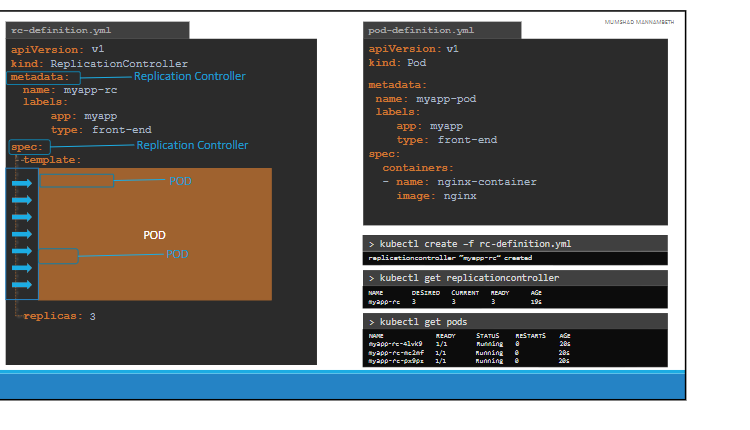 MUMSHAD MANNAMBETH
rc-definition.yml
apiVersion: v1
kind: ReplicationController
metadata:
Replication Controller
name: myapp-rc
labels:
app: myapp
type: front-end
spec:
Replication Controller
template:
POD
POD
POD
replicas: 3
pod-definition.yml
apiVersion: v1
kind: Pod
metadata:
name: myapp-pod
labels:
app: myapp
type: front-end
spec:
containers:
- name: nginx-container
image: nginx
> kubectl create –f rc-definition.yml
replicationcontroller "myapp-rc" created
> kubectl get replicationcontroller
NAME DESIRED CURRENT READY AGE
myapp-rc 3 3 3 19s
> kubectl get pods
NAME READY STATUS RESTARTS AGE
myapp-rc-4lvk9 1/1 Running 0 20s
myapp-rc-mc2mf 1/1 Running 0 20s
myapp-rc-px9pz 1/1 Running 0 20s